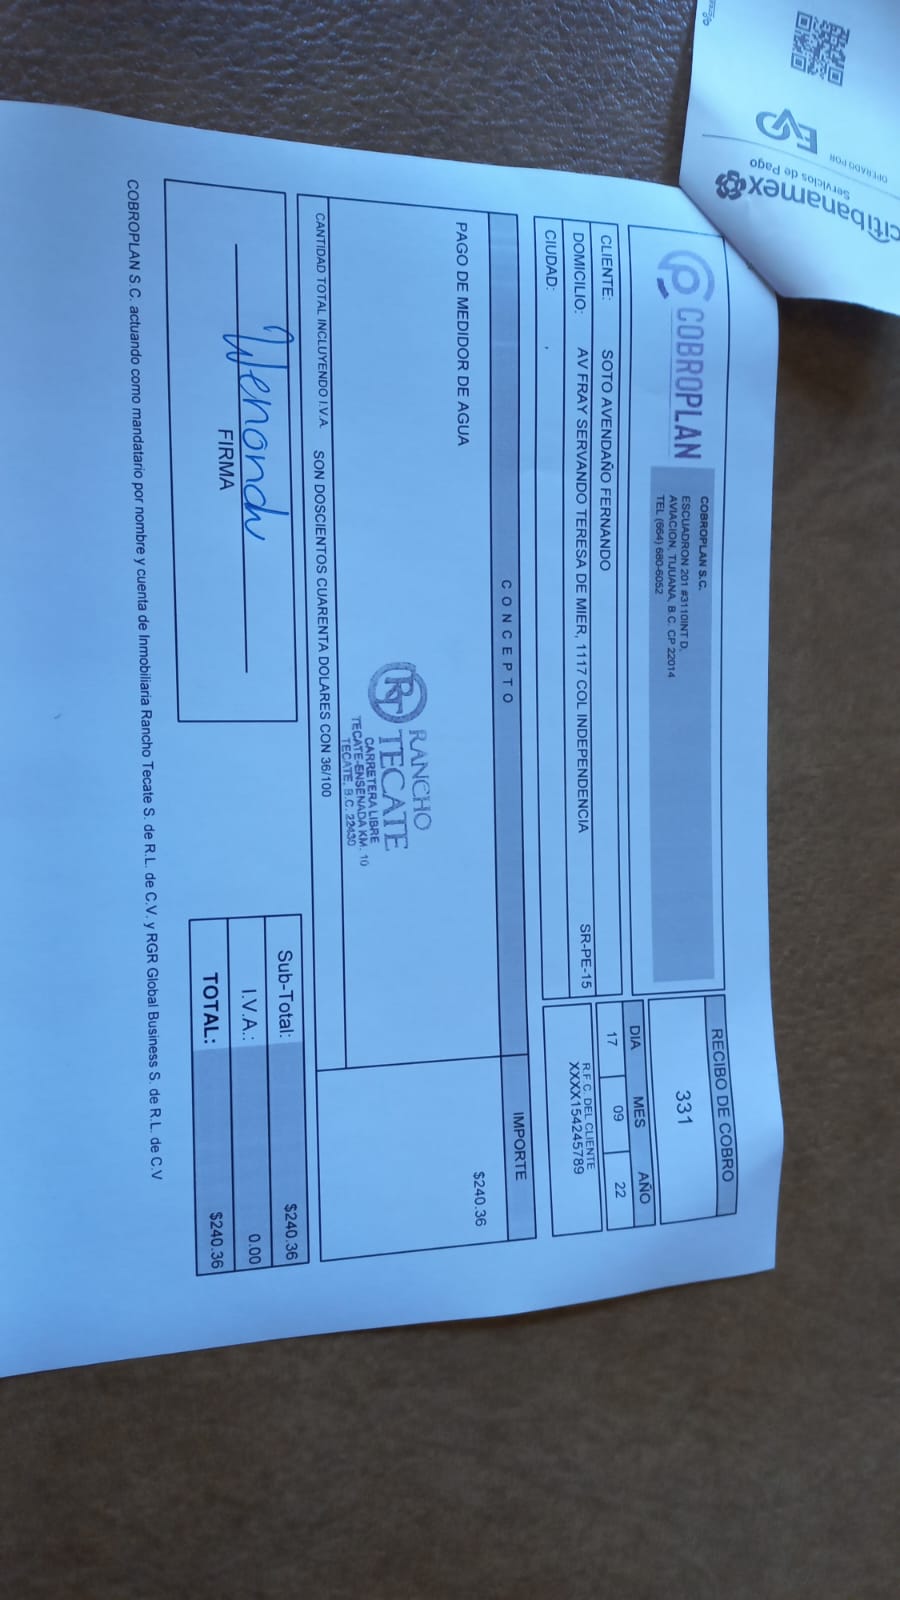 COBROPLAN
COBROPLAN S.C.
ESCUADRON 201 #3110INT D.
AVIACION, TIJUANA, B.C. CP 22014
TEL (664) 680-6052
RECIBO DE COBRO
331
DIA MES AÑO
17 09 22
CLIENTE: SOTO AVENDAÑO FERNANDO
DOMICILIO: AV FRAY SERVANDO TERESA DE MIER, 1117 COL INDEPENDENCIA SR-PE-15
CIUDAD: ,
R.F.C. DEL CLIENTE
XXXX154245789
CONCEPTO IMPORTE
PAGO DE MEDIDOR DE AGUA $240.36
RT RANCHO
TECATE
CARRETERA LIBRE
TECATE-ENSENADA KM. 10
TECATE, B.C. 22430
CANTIDAD TOTAL INCLUYENDO I.V.A. SON DOSCIENTOS CUARENTA DOLARES CON 36/100
FIRMA
Sub-Total: $240.36
I.V.A.: 0.00
TOTAL: $240.36
COBROPLAN S.C. actuando como mandatario por nombre y cuenta de Inmobiliaria Rancho Tecate S. de R.L. de C.V. y RGR Global Business S. de R.L. de C.V
citibanamex
Servicios de Pago
OPERADO POR EVO